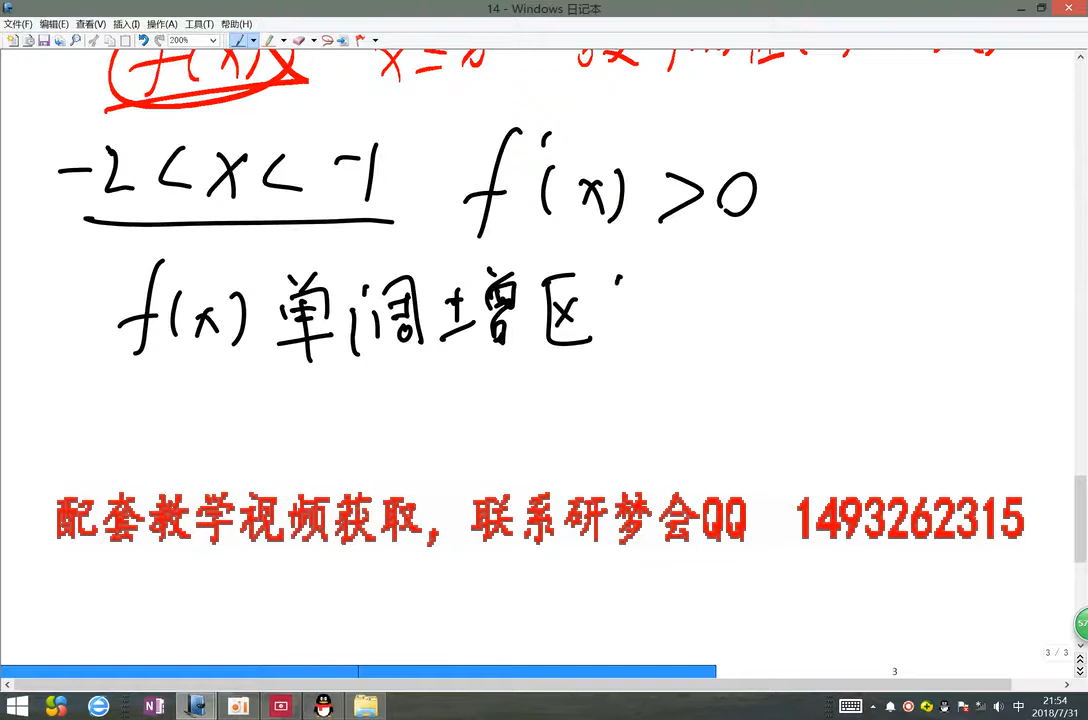 14 - Windows 日记本
文件(F) 编辑(E) 查看(V) 插入(I) 操作(A) 工具(T) 帮助(H)
200%
f(x) x=
-2<x<-1 f'(x)>0
f(x) 单调增区
配套教学视频获取，联系研梦会QQ 1493262315
57
3 / 3
3
中
21:54
2018/7/31